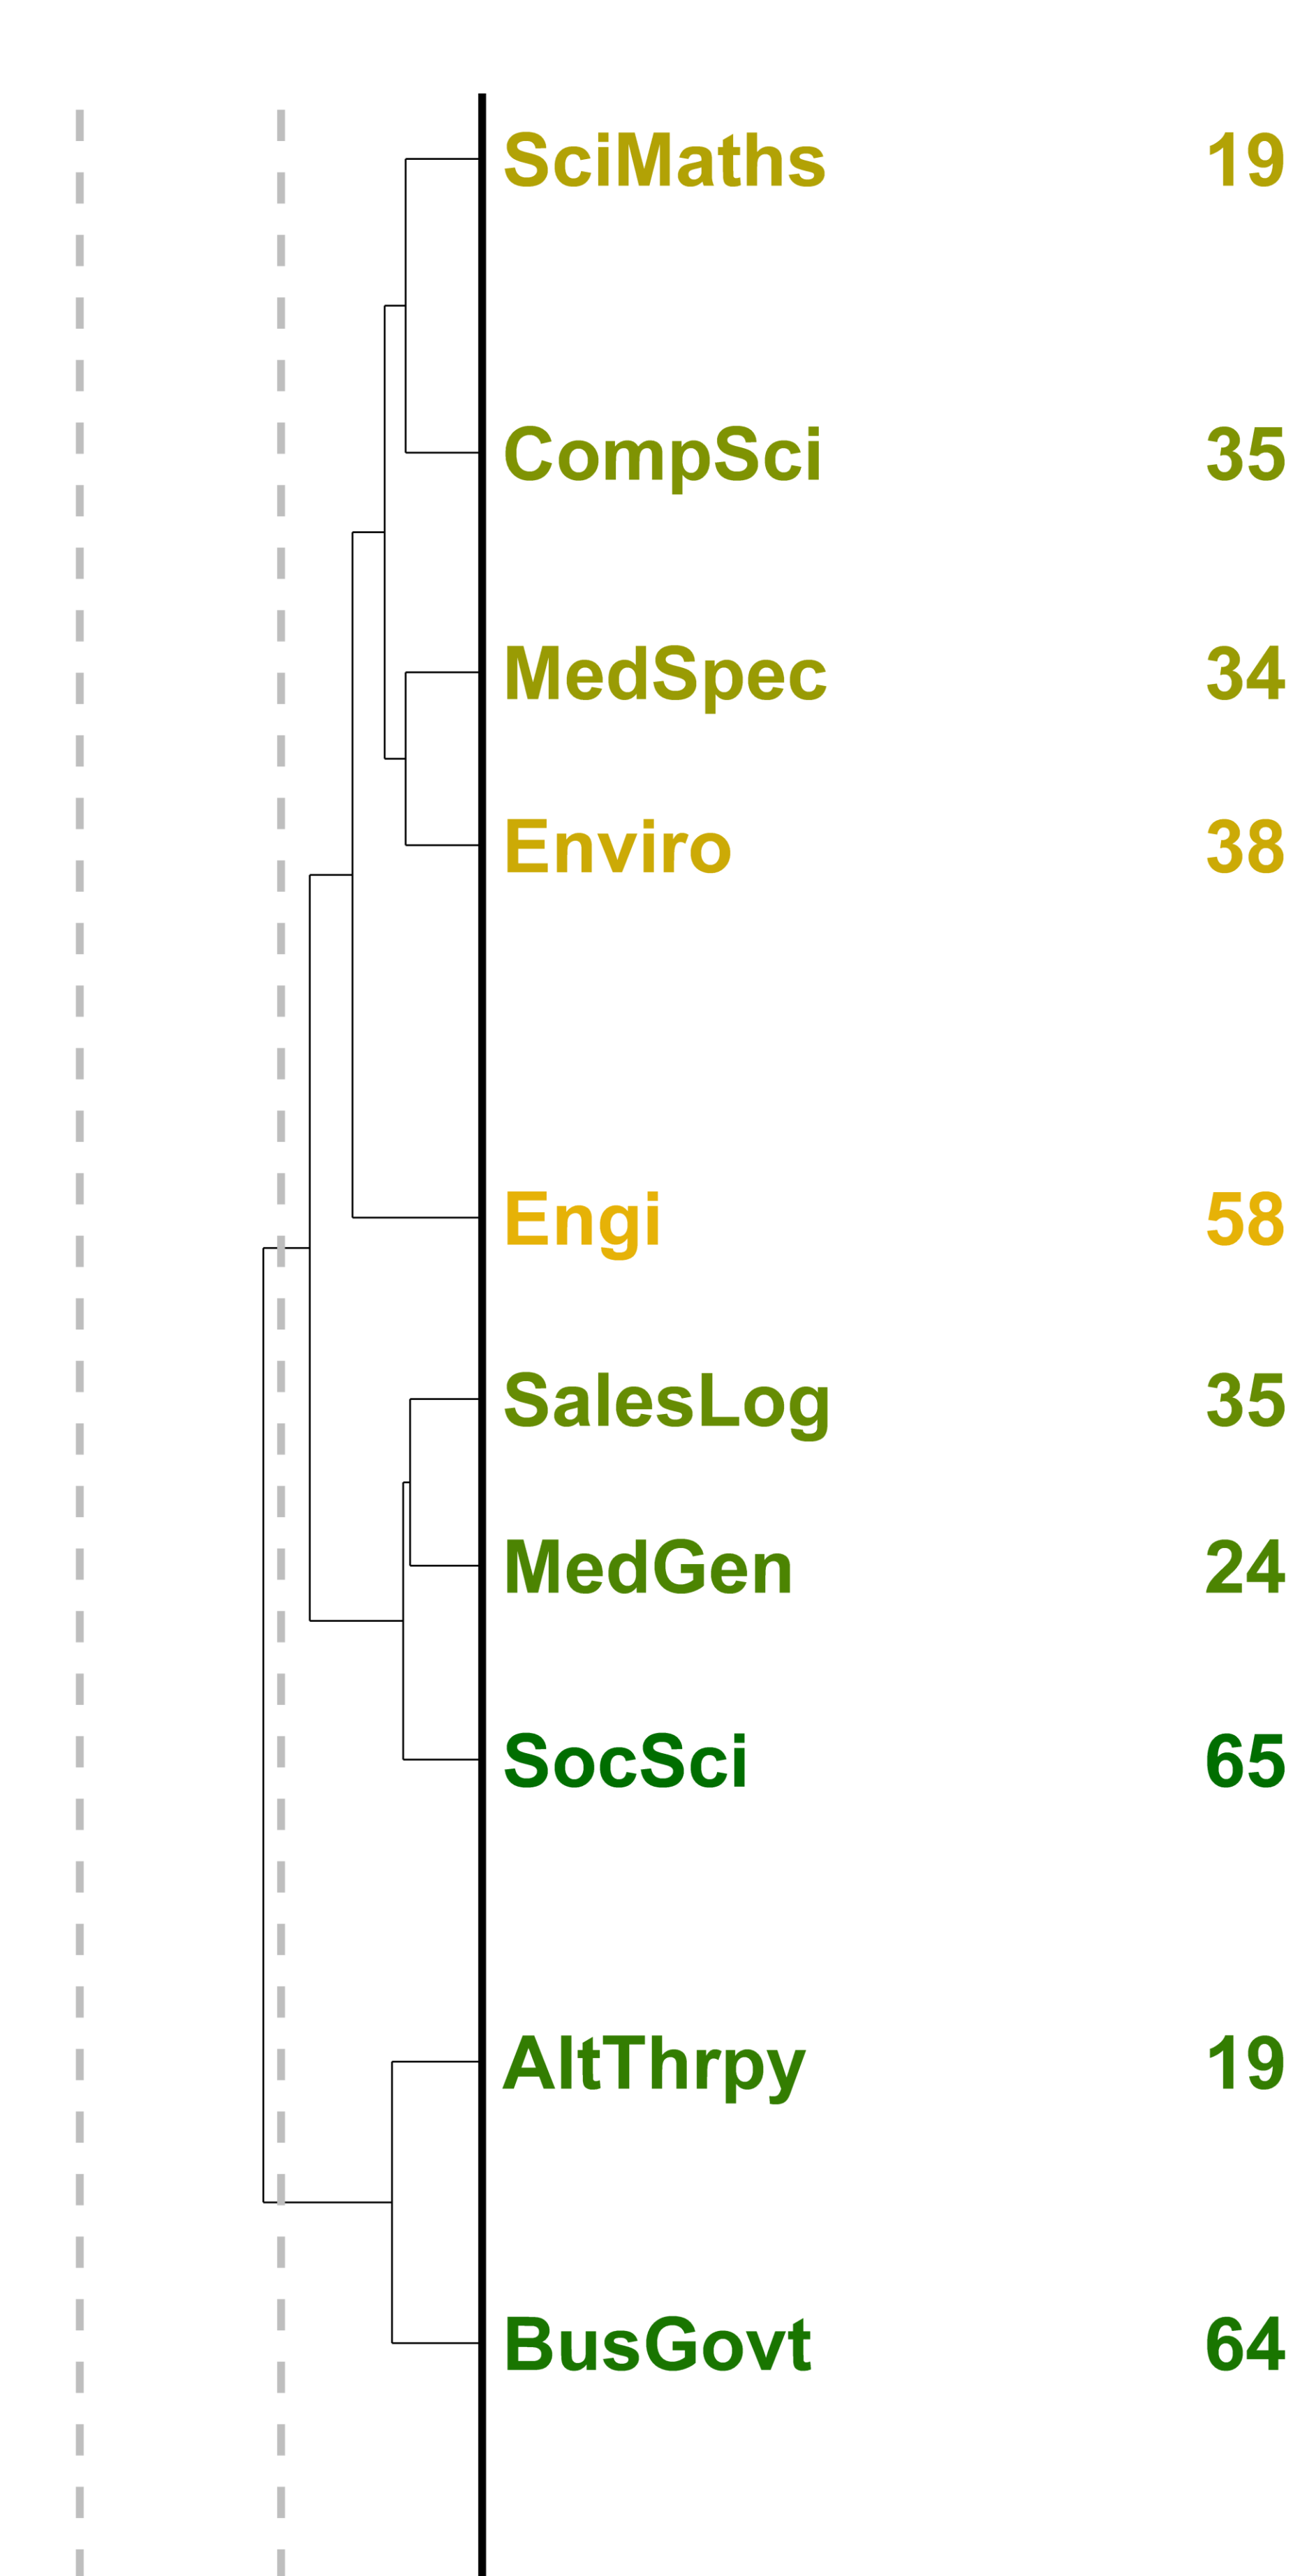 SciMaths 19
CompSci 35
MedSpec 34
Enviro 38
Engi 58
SalesLog 35
MedGen 24
SocSci 65
AltThrpy 19
BusGovt 64